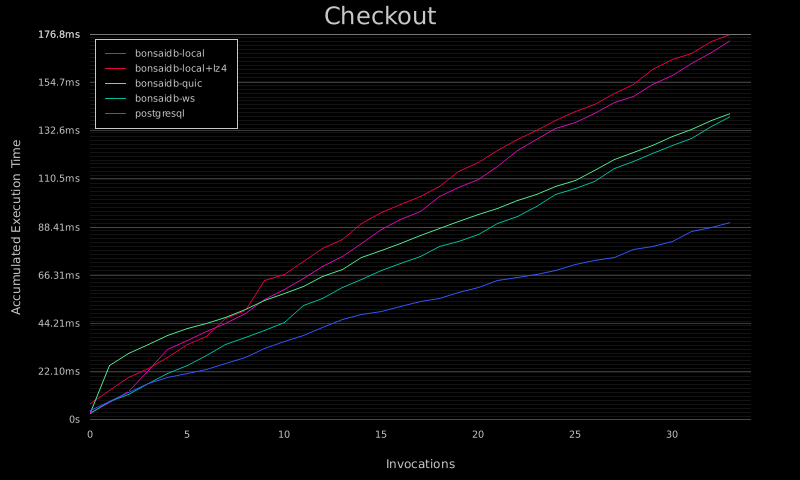 Checkout
176.8ms
154.7ms
132.6ms
110.5ms
88.41ms
66.31ms
44.21ms
22.10ms
0s
bonsaidb-local
bonsaidb-local+lz4
bonsaidb-quic
bonsaidb-ws
postgresql
Accumulated Execution Time
0 5 10 15 20 25 30
Invocations